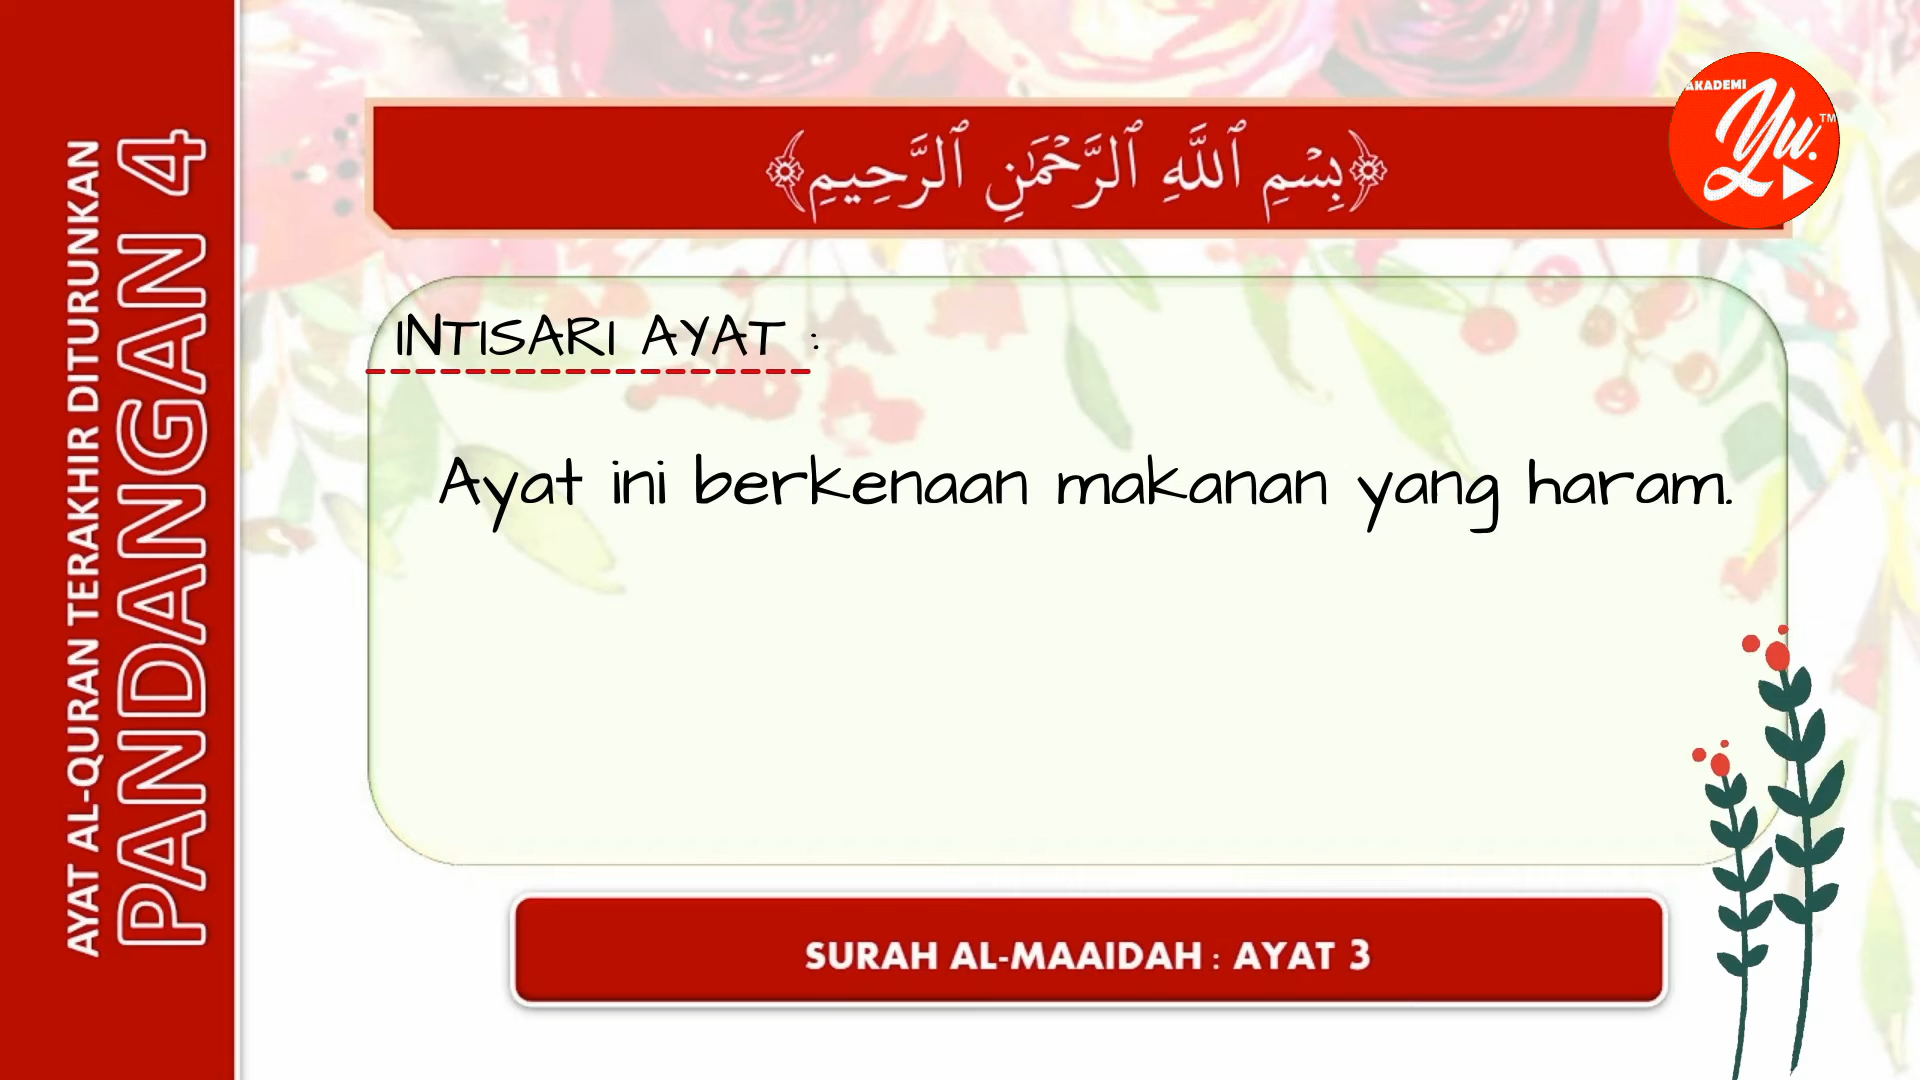 AYAT AL-QURAN TERAKHIR DITURUNKAN
PANDANGAN 4
﴿بِسْمِ ٱللَّهِ ٱلرَّحْمَٰنِ ٱلرَّحِيمِ﴾
AKADEMI
Yu.
TM
INTISARI AYAT :
Ayat ini berkenaan makanan yang haram.
SURAH AL-MAAIDAH : AYAT 3